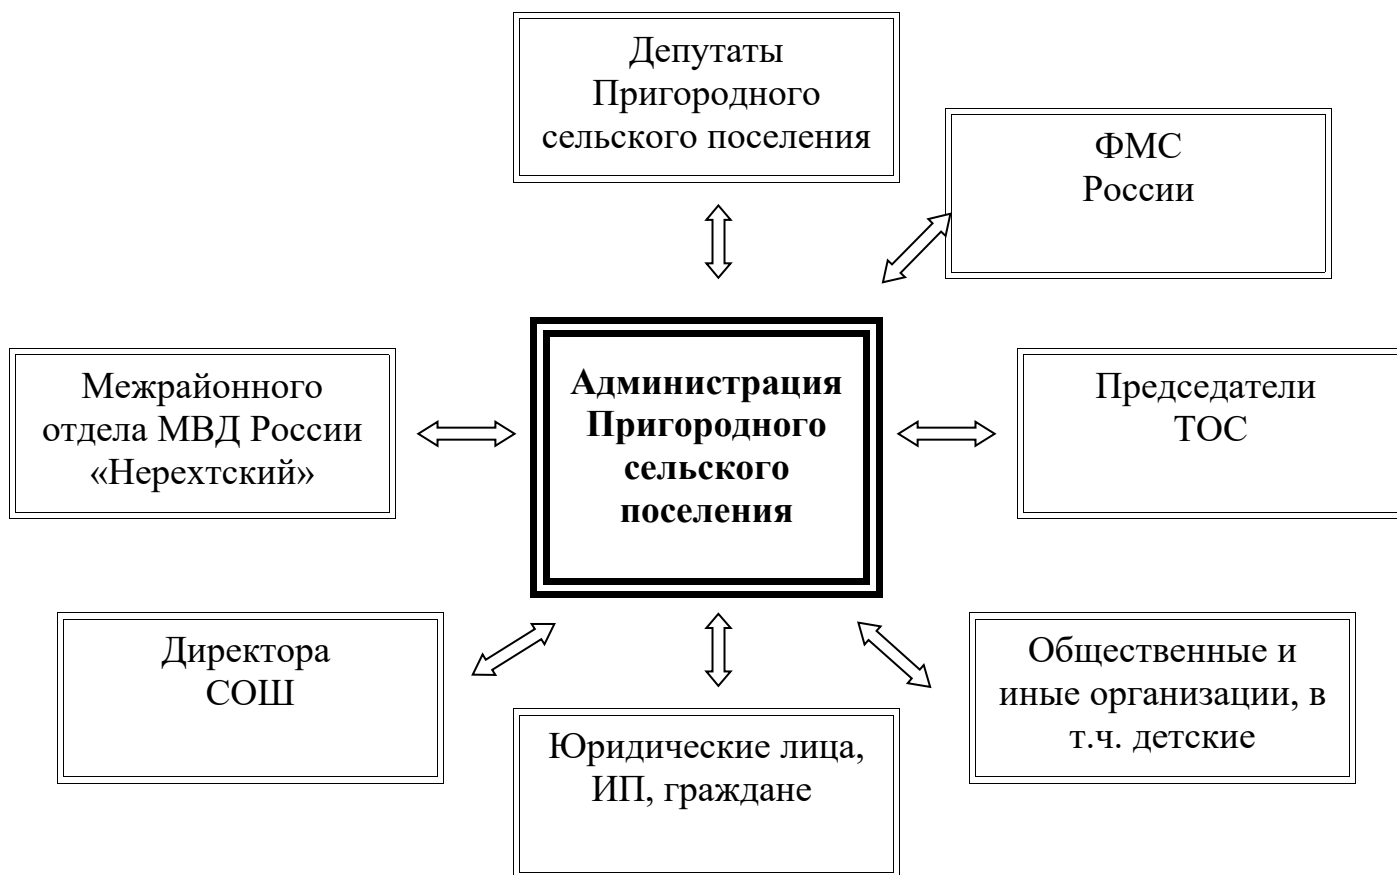 Депутаты
Пригородного
сельского поселения
ФМС
России
Межрайонного
отдела МВД России
«Нерехтский»
Администрация
Пригородного
сельского
поселения
Председатели
ТОС
Директора
СОШ
Юридические лица,
ИП, граждане
Общественные и
иные организации, в
т.ч. детские